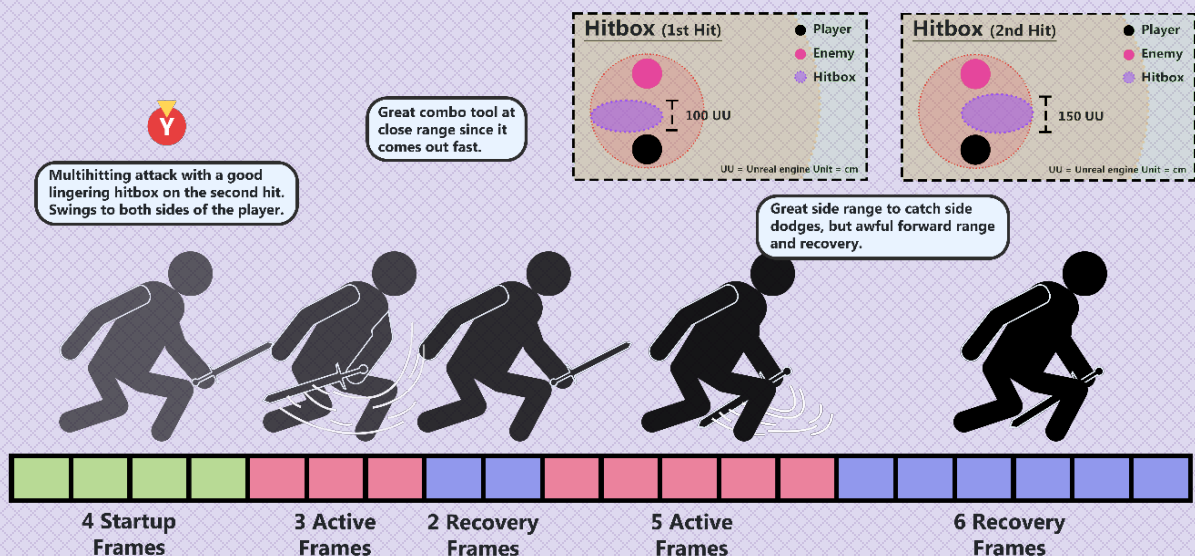 Hitbox (1st Hit)
Player
Enemy
Hitbox
100 UU
UU = Unreal engine Unit = cm
Hitbox (2nd Hit)
Player
Enemy
Hitbox
150 UU
UU = Unreal engine Unit = cm
Y
Multihitting attack with a good
lingering hitbox on the second hit.
Swings to both sides of the player.
Great combo tool at
close range since it
comes out fast.
Great side range to catch side
dodges, but awful forward range
and recovery.
4 Startup
Frames
3 Active
Frames
2 Recovery
Frames
5 Active
Frames
6 Recovery
Frames